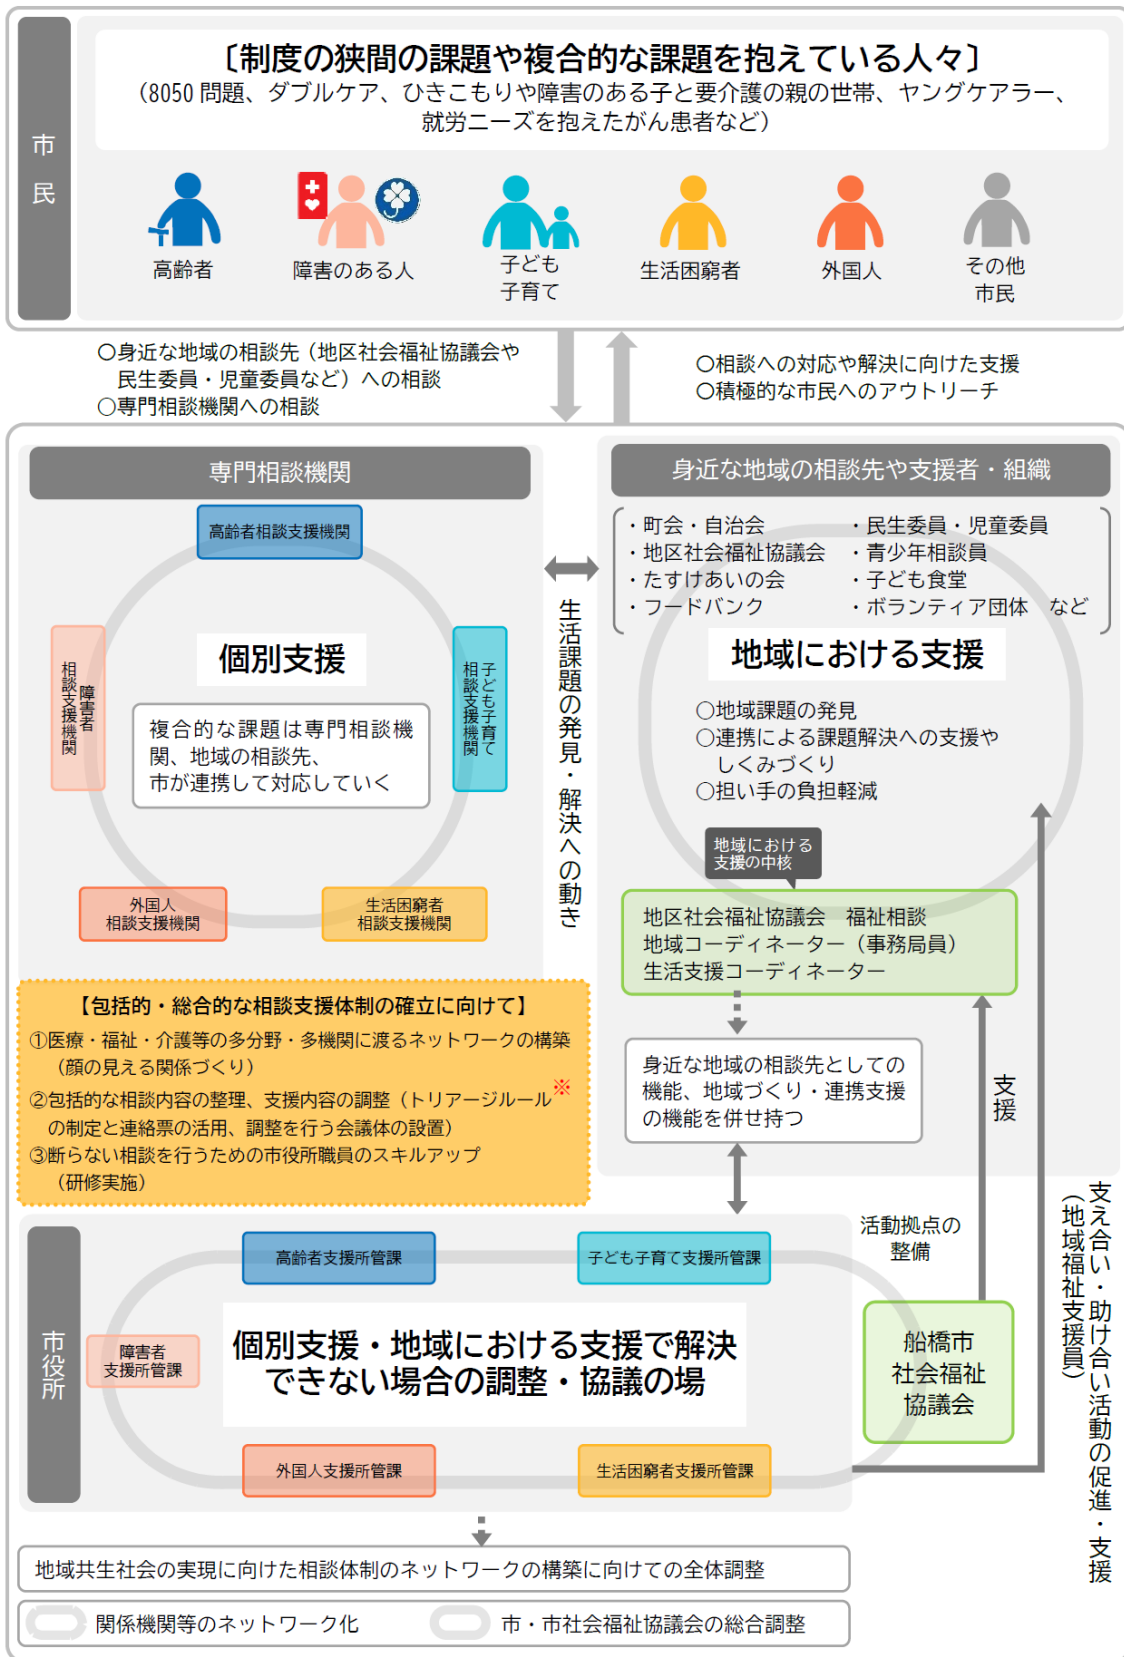 市民
〔制度の狭間の課題や複合的な課題を抱えている人々〕
（8050問題、ダブルケア、ひきこもりや障害のある子と要介護の親の世帯、ヤングケアラー、
就労ニーズを抱えたがん患者など）
高齢者
障害のある人
子ども
子育て
生活困窮者
外国人
その他
市民
○身近な地域の相談先（地区社会福祉協議会や
民生委員・児童委員など）への相談
○専門相談機関への相談
○相談への対応や解決に向けた支援
○積極的な市民へのアウトリーチ
専門相談機関
高齢者相談支援機関
障害者
相談支援機関
個別支援
子ども子育て
相談支援機関
複合的な課題は専門相談機
関、地域の相談先、
市が連携して対応していく
外国人
相談支援機関
生活困窮者
相談支援機関
生活課題の発見・解決への動き
身近な地域の相談先や支援者・組織
・町会・自治会
・民生委員・児童委員
・地区社会福祉協議会
・青少年相談員
・たすけあいの会
・子ども食堂
・フードバンク
・ボランティア団体　など
地域における支援
○地域課題の発見
○連携による課題解決への支援や
しくみづくり
○担い手の負担軽減
地域における
支援の中核
地区社会福祉協議会　福祉相談
地域コーディネーター（事務局員）
生活支援コーディネーター
身近な地域の相談先としての
機能、地域づくり・連携支援
の機能を併せ持つ
支援
【包括的・総合的な相談支援体制の確立に向けて】
①医療・福祉・介護等の多分野・多機関に渡るネットワークの構築
（顔の見える関係づくり）
②包括的な相談内容の整理、支援内容の調整（トリアージルール※
の制定と連絡票の活用、調整を行う会議体の設置）
③断らない相談を行うための市役所職員のスキルアップ
（研修実施）
市役所
高齢者支援所管課
子ども子育て支援所管課
障害者
支援所管課
個別支援・地域における支援で解決
できない場合の調整・協議の場
外国人支援所管課
生活困窮者支援所管課
活動拠点の
整備
船橋市
社会福祉
協議会
支え合い・助け合い活動の促進・支援
（地域福祉支援員）
地域共生社会の実現に向けた相談体制のネットワークの構築に向けての全体調整
関係機関等のネットワーク化
市・市社会福祉協議会の総合調整